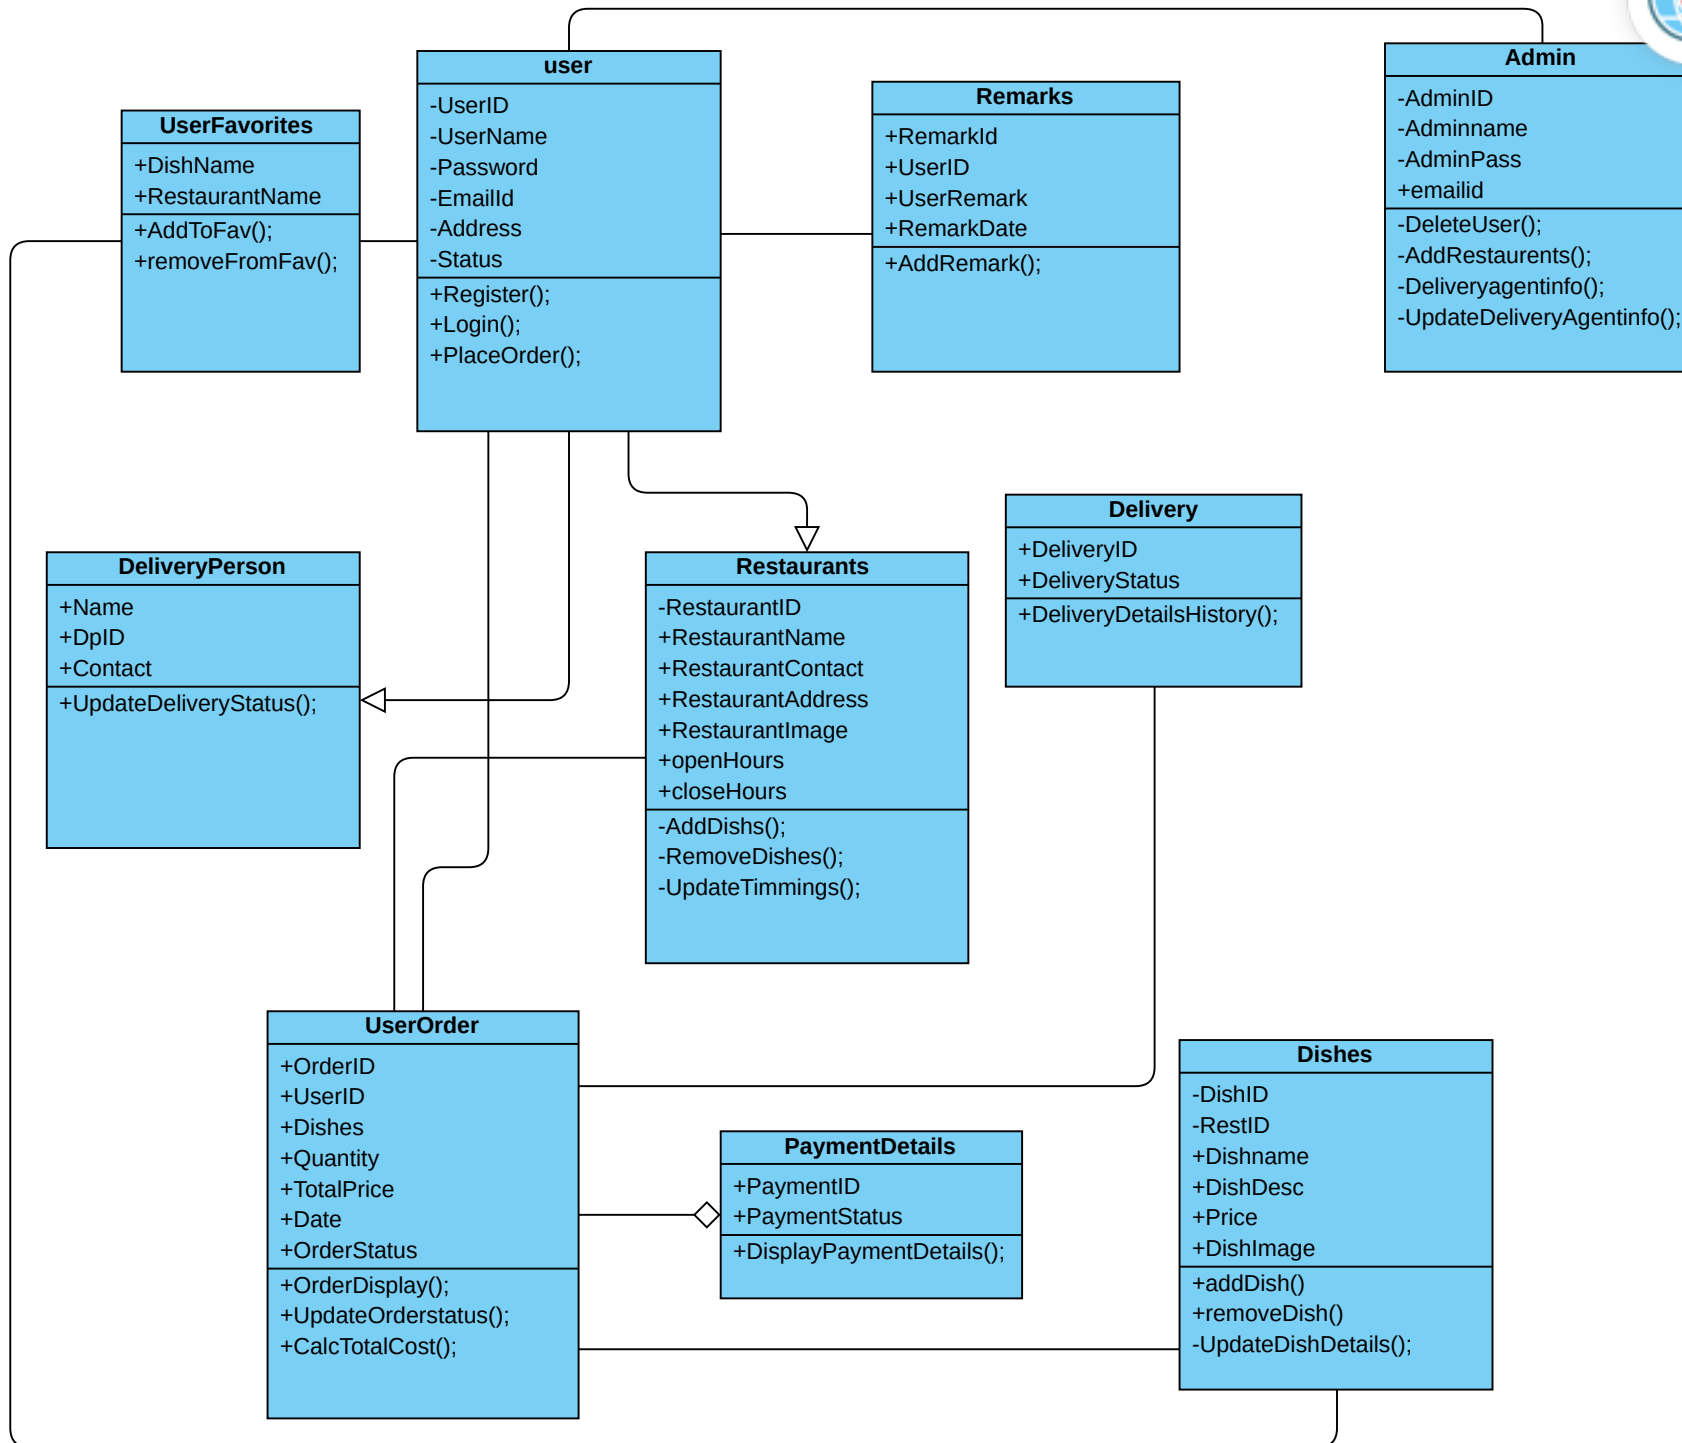 user
-UserID
-UserName
-Password
-EmailId
-Address
-Status
+Register();
+Login();
+PlaceOrder();
UserFavorites
+DishName
+RestaurantName
+AddToFav();
+removeFromFav();
Remarks
+RemarkId
+UserID
+UserRemark
+RemarkDate
+AddRemark();
Admin
-AdminID
-Adminname
-AdminPass
+emailid
-DeleteUser();
-AddRestaurents();
-Deliveryagentinfo();
-UpdateDeliveryAgentinfo();
DeliveryPerson
+Name
+DpID
+Contact
+UpdateDeliveryStatus();
Restaurants
-RestaurantID
+RestaurantName
+RestaurantContact
+RestaurantAddress
+RestaurantImage
+openHours
+closeHours
-AddDishs();
-RemoveDishes();
-UpdateTimmings();
Delivery
+DeliveryID
+DeliveryStatus
+DeliveryDetailsHistory();
UserOrder
+OrderID
+UserID
+Dishes
+Quantity
+TotalPrice
+Date
+OrderStatus
+OrderDisplay();
+UpdateOrderstatus();
+CalcTotalCost();
PaymentDetails
+PaymentID
+PaymentStatus
+DisplayPaymentDetails();
Dishes
-DishID
-RestID
+Dishname
+DishDesc
+Price
+DishImage
+addDish()
+removeDish()
-UpdateDishDetails();